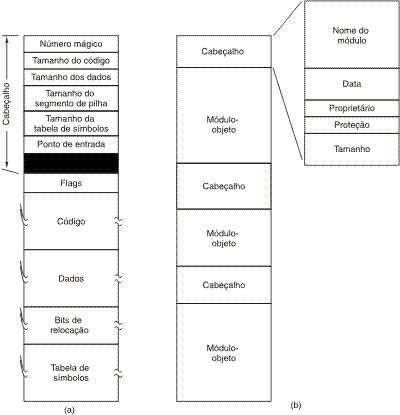 Cabeçalho
Número mágico
Tamanho do código
Tamanho dos dados
Tamanho do
segmento de pilha
Tamanho da
tabela de símbolos
Ponto de entrada
Flags
Código
Dados
Bits de
relocação
Tabela de
símbolos
(a)
Cabeçalho
Módulo-
objeto
Cabeçalho
Módulo-
objeto
Cabeçalho
Módulo-
objeto
(b)
Nome do
módulo
Data
Proprietário
Proteção
Tamanho